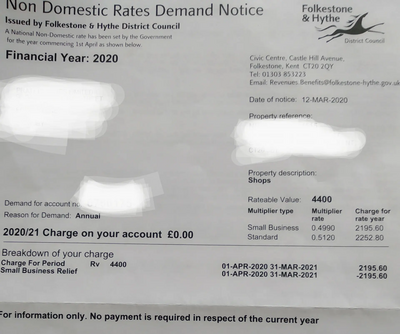 Non Domestic Rates Demand Notice
Issued by Folkestone & Hythe District Council
A National Non-Domestic rate has been set by the Government
for the year commencing 1st April as shown below.
Financial Year: 2020
Folkestone
& Hythe
District Council
Civic Centre, Castle Hill Avenue,
Folkestone, Kent CT20 2QY
Tel: 01303 853223
Email: Revenues.Benefits@folkestone-hythe.gov.uk
Date of notice: 12-MAR-2020
Property reference:
Property description:
Shops
Rateable Value: 4400
Multiplier type Multiplier rate Charge for rate year
Small Business 0.4990 2195.60
Standard 0.5120 2252.80
Demand for account no
Reason for Demand: Annual
2020/21 Charge on your account £0.00
Breakdown of your charge
Charge For Period Rv 4400 01-APR-2020 31-MAR-2021 2195.60
Small Business Relief 01-APR-2020 31-MAR-2021 -2195.60
For information only. No payment is required in respect of the current year